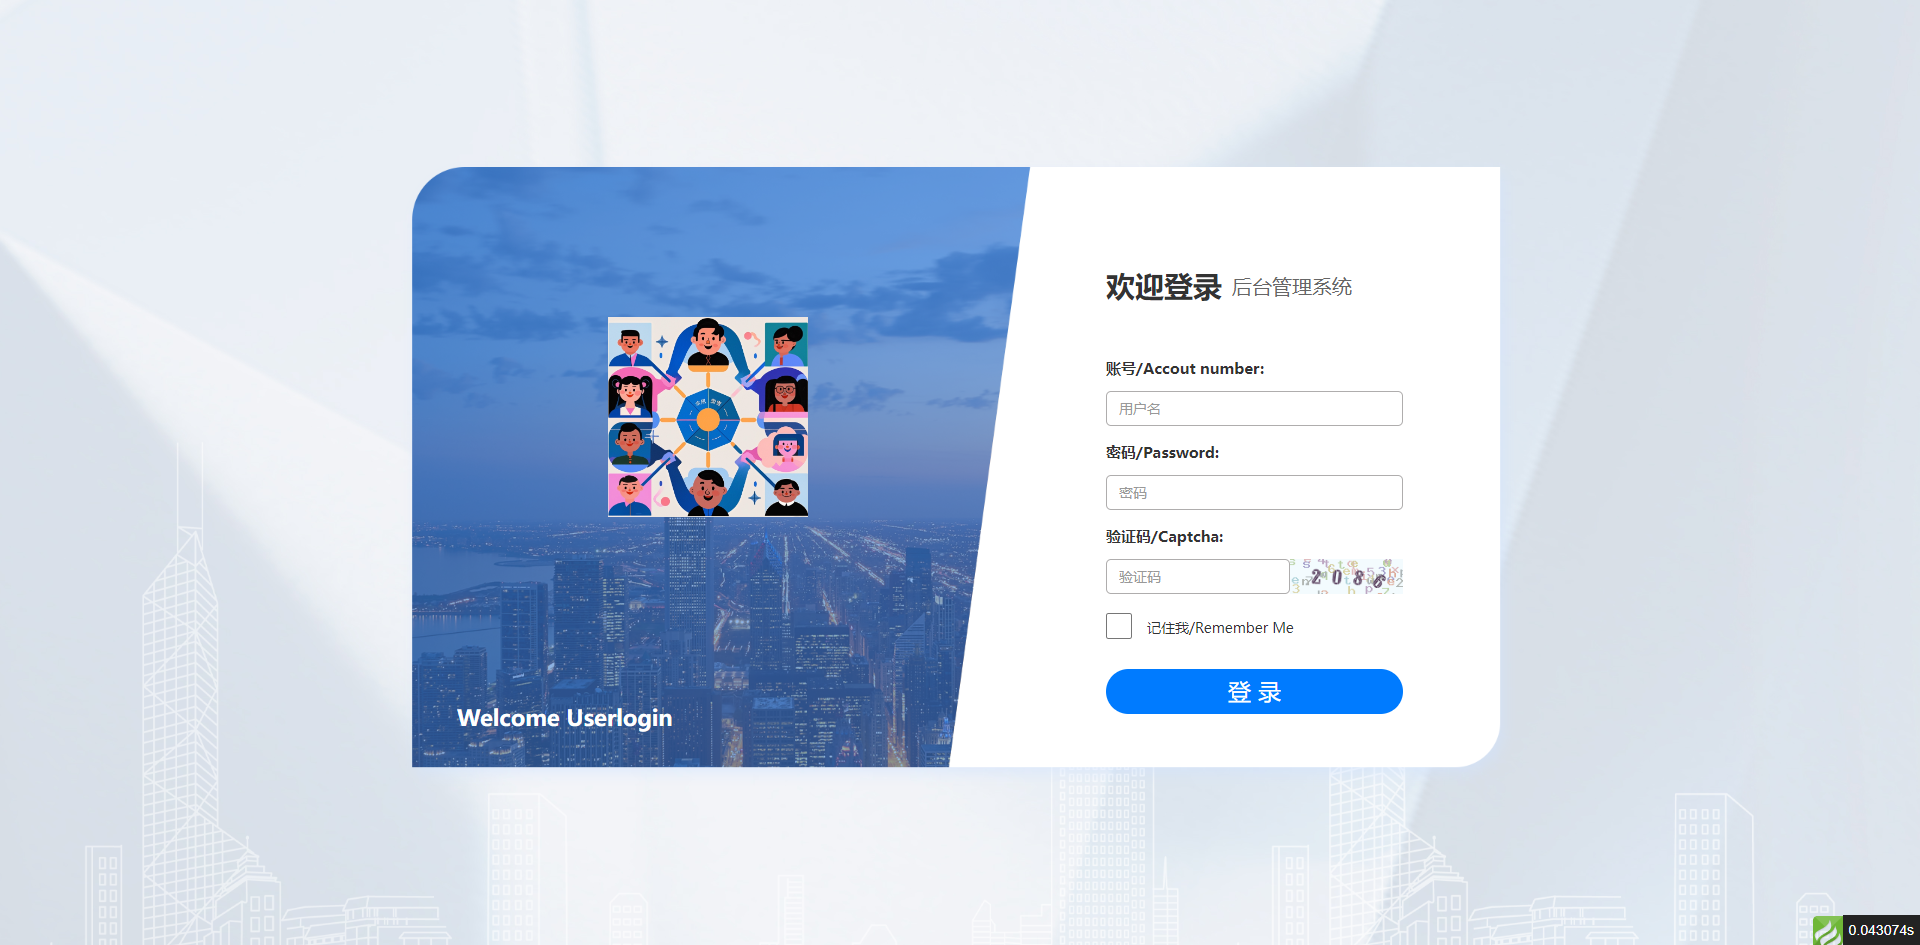 欢迎登录 后台管理系统
账号/Accout number:
用户名
密码/Password:
密码
验证码/Captcha:
验证码
2086
记住我/Remember Me
登 录
Welcome Userlogin
0.043074s